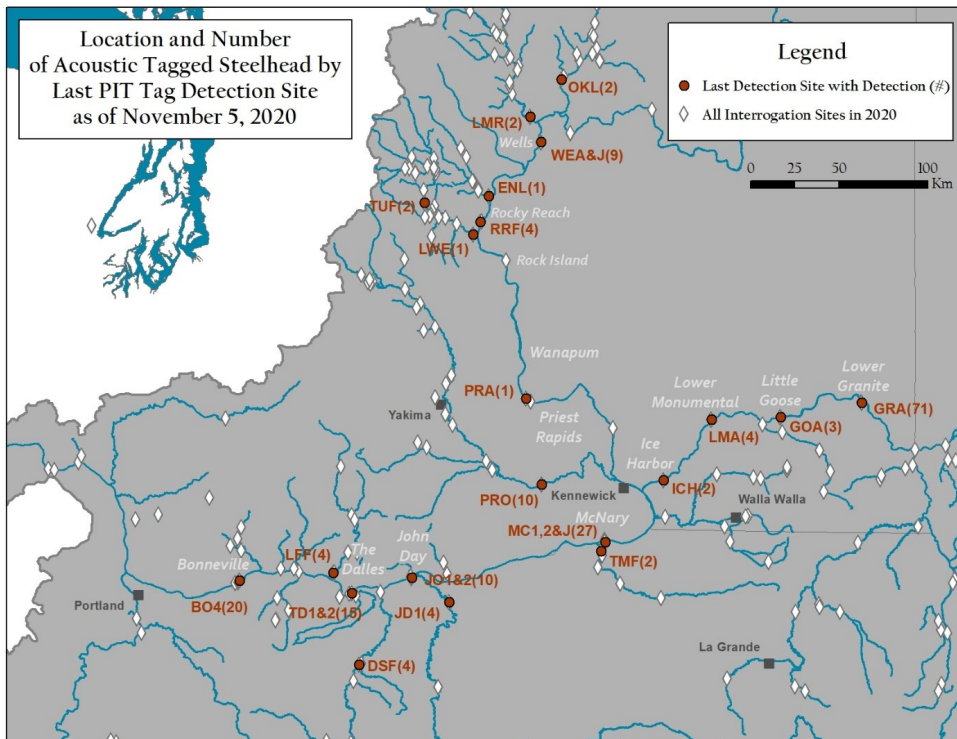 Location and Number
of Acoustic Tagged Steelhead by
Last PIT Tag Detection Site
as of November 5, 2020
Legend
Last Detection Site with Detection (#)
All Interrogation Sites in 2020
0 25 50 100
Km
OKL(2)
LMR(2)
Wells
WEA&J(9)
ENL(1)
TUF(2)
Rocky Reach
RRF(4)
LWE(1)
Rock Island
Wanapum
PRA(1)
Priest
Rapids
Yakima
Lower
Monumental
Little
Goose
Lower
Granite
GRA(71)
LMA(4)
GOA(3)
Ice
Harbor
ICH(2)
PRO(10)
Kennewick
Walla Walla
McNary
MC1,2&J(27)
TMF(2)
John
Day
The
Dalles
LFF(4)
Bonneville
JO1&2(10)
BO4(20)
TD1&2(15)
JD1(4)
Portland
DSF(4)
La Grande